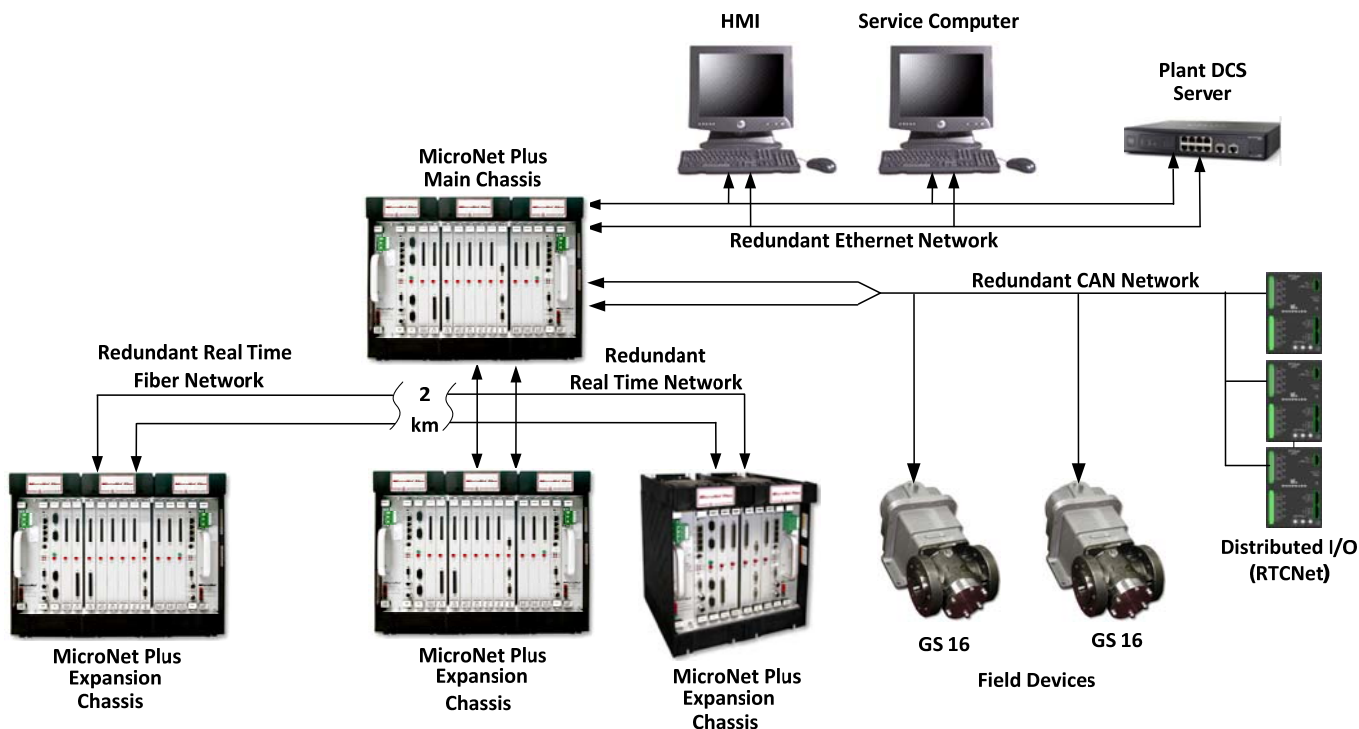 HMI
Service Computer
Plant DCS
Server
MicroNet Plus
Main Chassis
Redundant Ethernet Network
Redundant CAN Network
Redundant Real Time
Fiber Network
2
km
Redundant
Real Time Network
Distributed I/O
(RTCNet)
GS 16
GS 16
Field Devices
MicroNet Plus
Expansion
Chassis
MicroNet Plus
Expansion
Chassis
MicroNet Plus
Expansion
Chassis